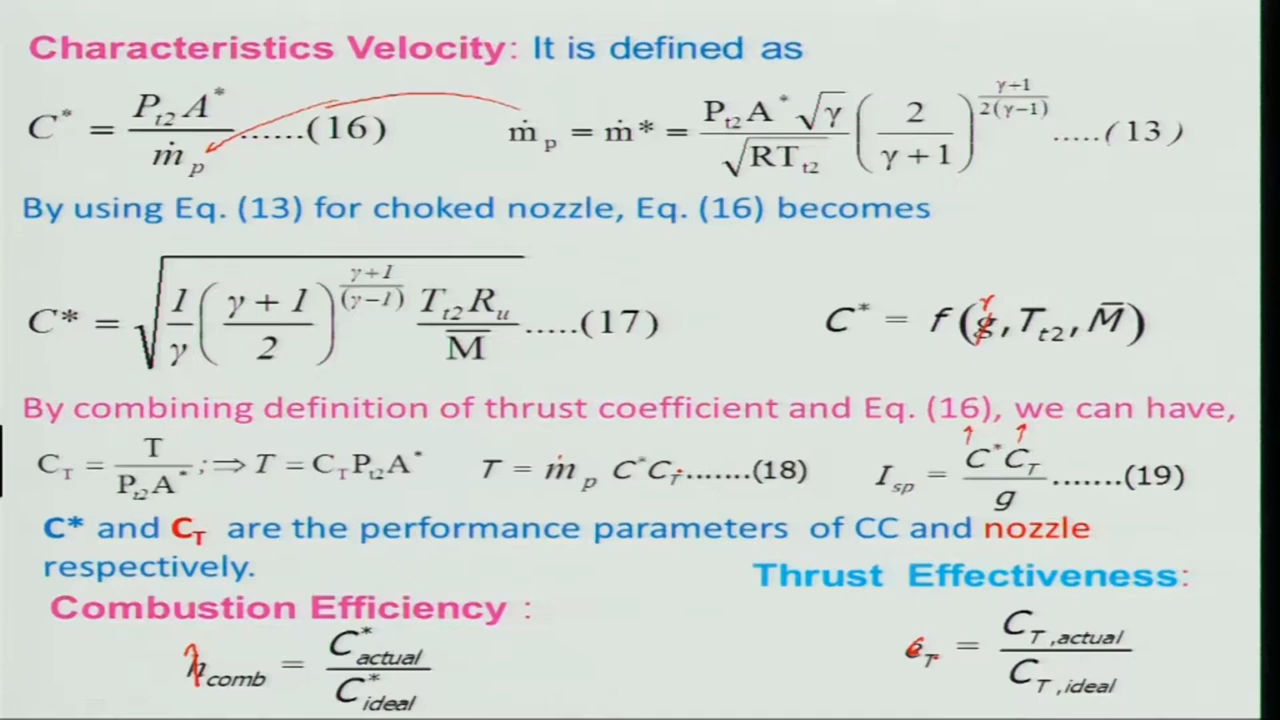 Characteristics Velocity: It is defined as
C* = P_t2 A* / ṁ_p ......(16) ṁ_p = ṁ* = P_t2 A* √γ / √RT_t2 (2 / γ + 1)^(γ+1 / 2(γ−1)) .....(13)
By using Eq. (13) for choked nozzle, Eq. (16) becomes
C* = √(1/γ (γ + 1 / 2)^(γ+1 / (γ−1)) T_t2 R_u / M̅) .....(17) C* = f(g γ, T_t2, M̅)
By combining definition of thrust coefficient and Eq. (16), we can have,
C_T = T / P_t2 A* ;⇒ T = C_T P_t2 A* T = ṁ_p C* C_T .......(18) I_sp = C* C_T / g .......(19)
C* and C_T are the performance parameters of CC and nozzle
respectively.
Thrust Effectiveness:
Combustion Efficiency :
η_comb = C*_actual / C*_ideal
e_T = C_T,actual / C_T,ideal